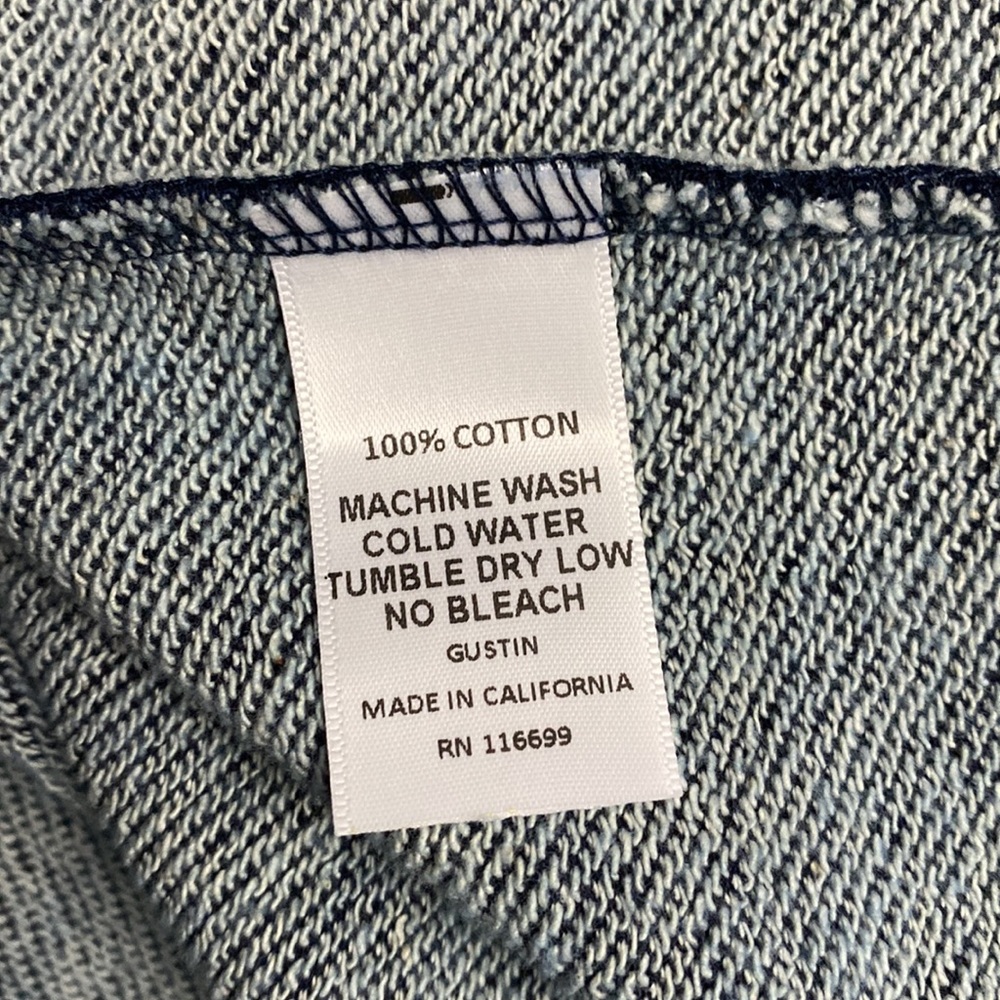 100% COTTON
MACHINE WASH
COLD WATER
TUMBLE DRY LOW
NO BLEACH
GUSTIN
MADE IN CALIFORNIA
RN 116699